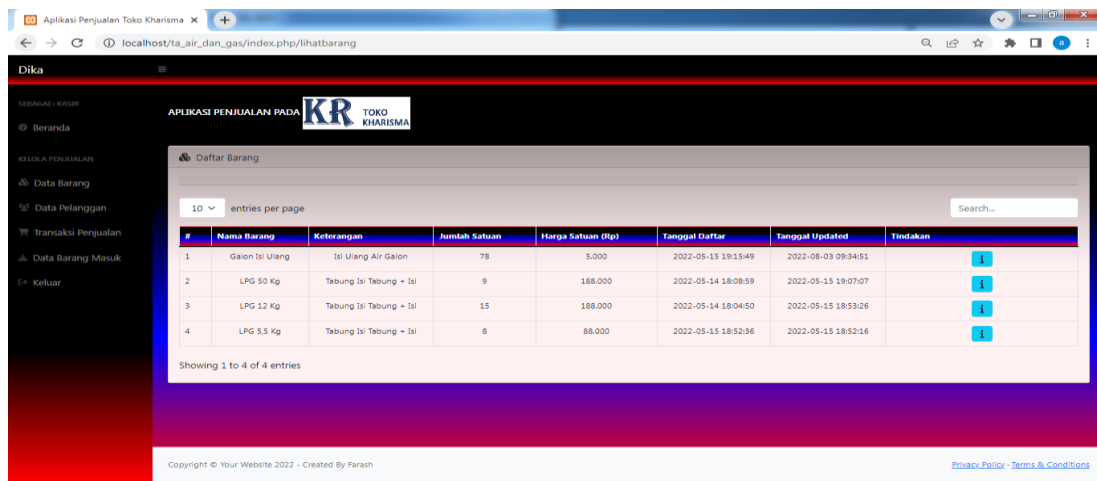 Aplikasi Penjualan Toko Kharisma
localhost/ta_air_dan_gas/index.php/lihatbarang
a
Dika
SEBAGAI : KASIR
Beranda
KELOLA PENJUALAN
Data Barang
Data Pelanggan
Transaksi Penjualan
Data Barang Masuk
Keluar
APLIKASI PENJUALAN PADA KR TOKO KHARISMA
Daftar Barang
10 entries per page Search...
# Nama Barang Keterangan Jumlah Satuan Harga Satuan (Rp) Tanggal Daftar Tanggal Updated Tindakan
1 Galon Isi Ulang Isi Ulang Air Galon 78 5.000 2022-05-15 19:15:49 2022-08-03 09:34:51 i
2 LPG 50 Kg Tabung Isi Tabung + Isi 9 188.000 2022-05-14 18:08:59 2022-05-15 19:07:07 i
3 LPG 12 Kg Tabung Isi Tabung + Isi 15 188.000 2022-05-14 18:04:50 2022-05-15 18:53:26 i
4 LPG 5,5 Kg Tabung Isi Tabung + Isi 8 88.000 2022-05-15 18:52:36 2022-05-15 18:52:16 i
Showing 1 to 4 of 4 entries
Copyright © Your Website 2022 - Created By Farash Privacy Policy · Terms & Conditions